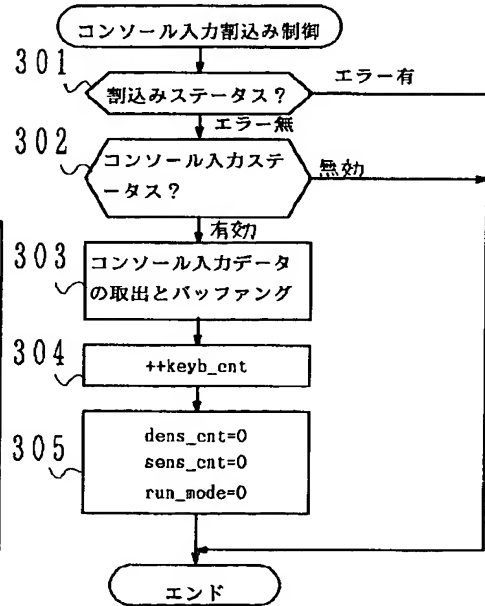 コンソール入力割込み制御
301
割込みステータス?
エラー有
エラー無
302
コンソール入力ステ
ータス?
無効
有効
303
コンソール入力データ
の取出とバッファング
304
++keyb_cnt
305
dens_cnt=0
sens_cnt=0
run_mode=0
エンド